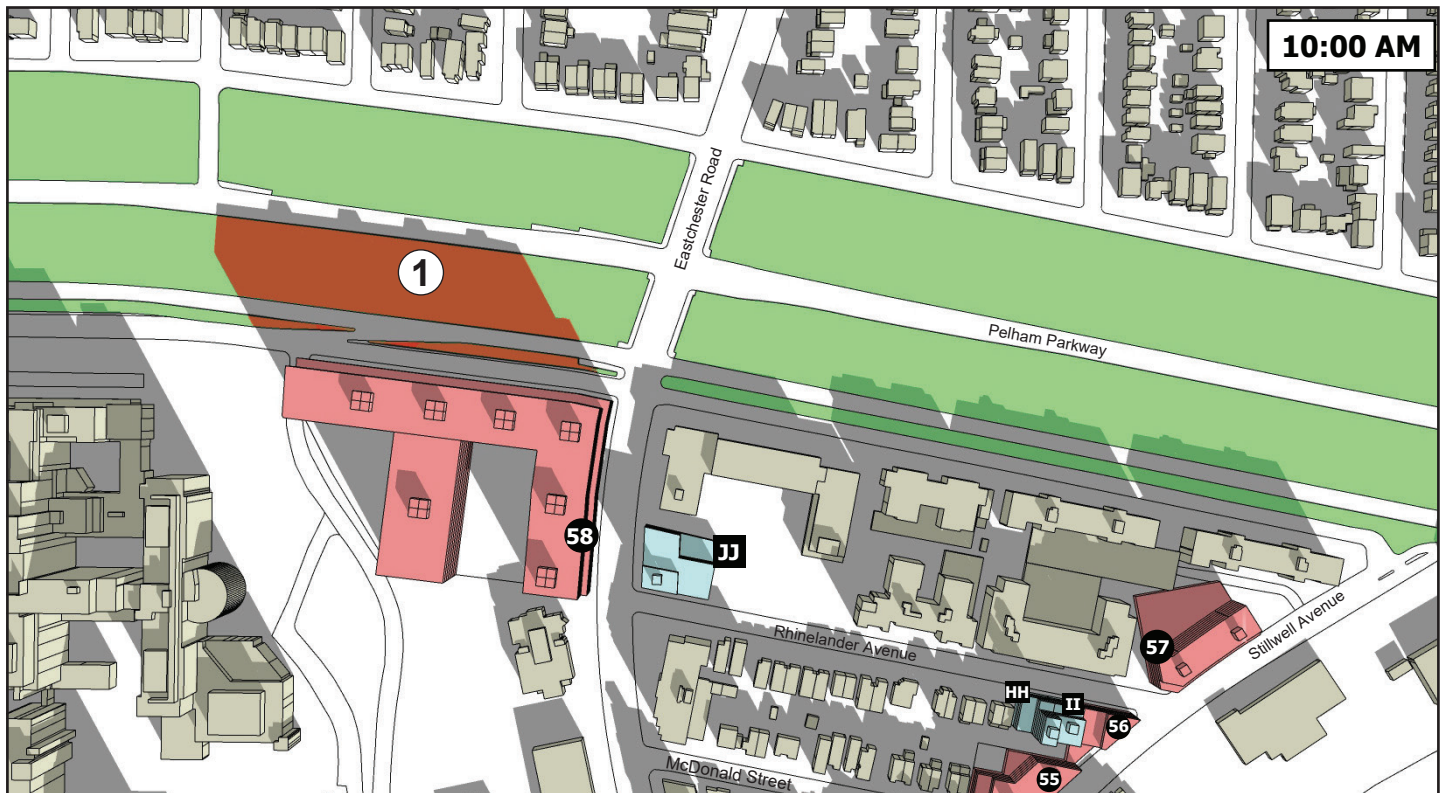 10:00 AM
Eastchester Road
1
Pelham Parkway
58
JJ
Rhinelander Avenue
57
Stillwell Avenue
HH
II
56
McDonald Street
55